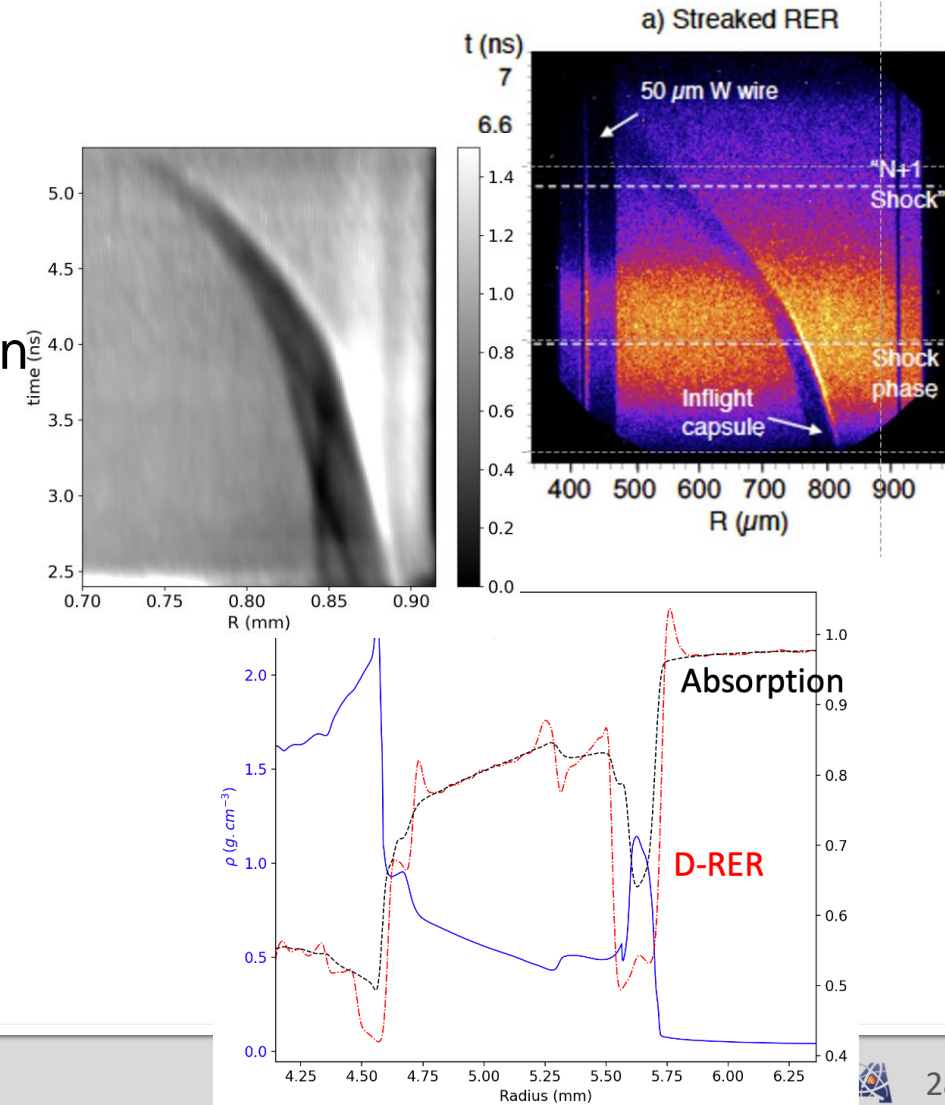 a) Streaked RER
t (ns)
7
6.6
50 µm W wire
"N+1
Shock"
Shock
phase
Inflight
capsule
400 500 600 700 800 900
R (µm)
n
time (ns)
5.0
4.5
4.0
3.5
3.0
2.5
0.70 0.75 0.80 0.85 0.90
R (mm)
1.4
1.2
1.0
0.8
0.6
0.4
0.2
0.0
ρ (g. cm⁻³)
2.0
1.5
1.0
0.5
0.0
Absorption
D-RER
1.0
0.9
0.8
0.7
0.6
0.5
0.4
4.25 4.50 4.75 5.00 5.25 5.50 5.75 6.00 6.25
Radius (mm)